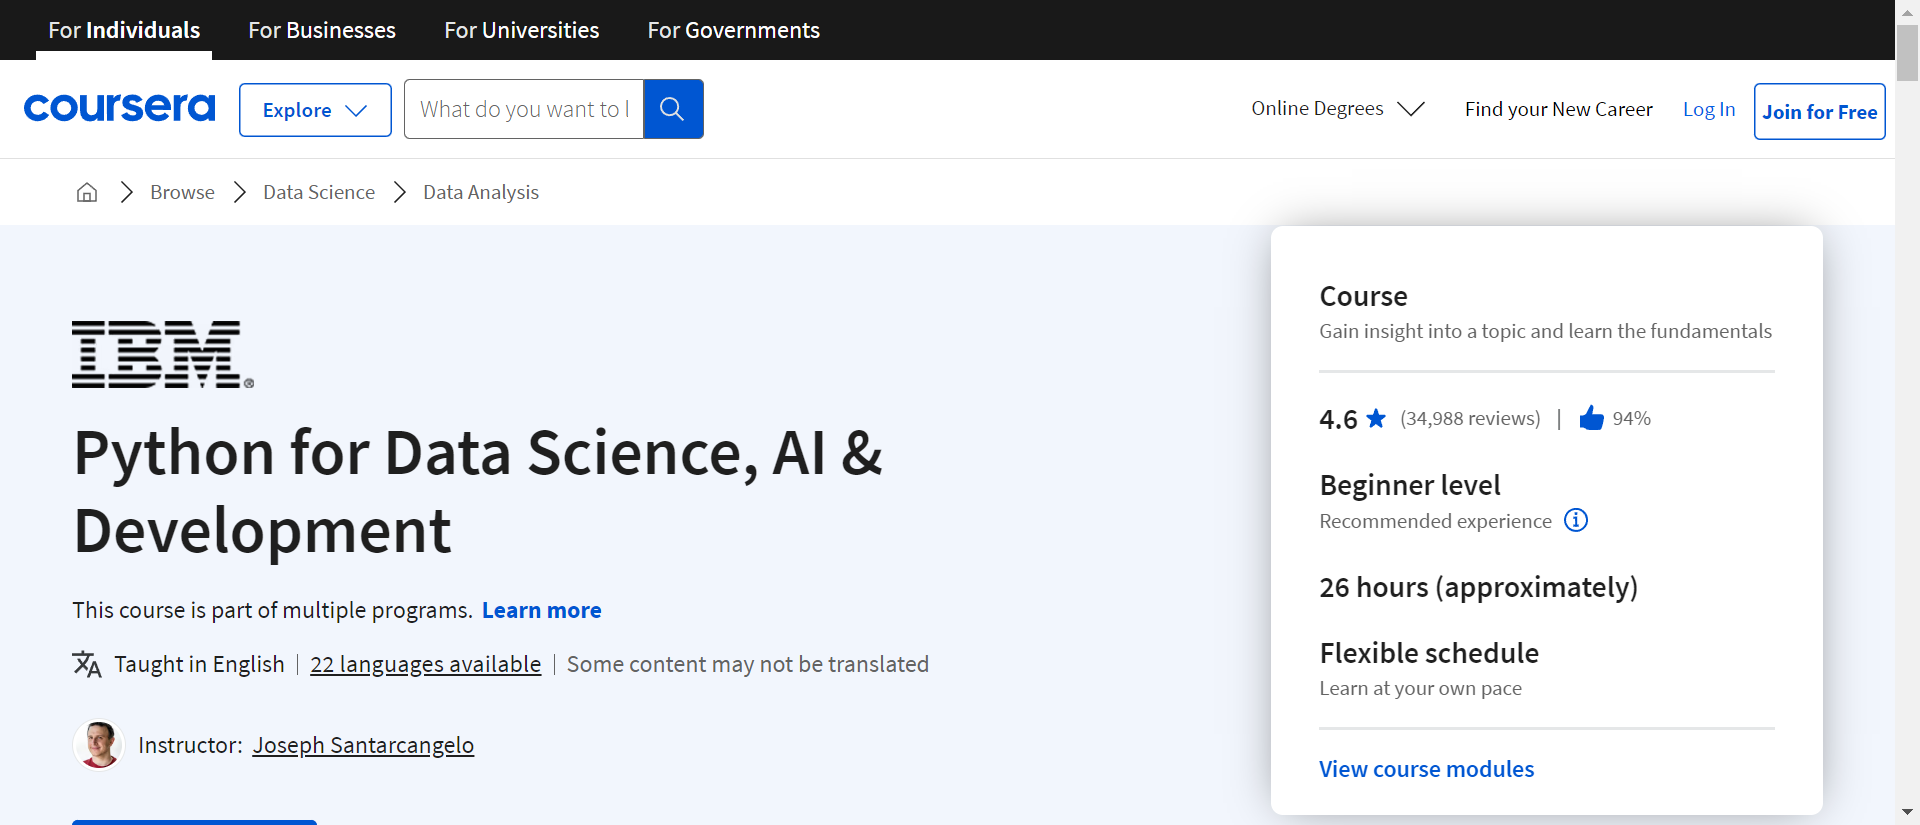 For Individuals
For Businesses
For Universities
For Governments
coursera
Explore
What do you want to l
Online Degrees
Find your New Career
Log In
Join for Free
Browse
Data Science
Data Analysis
IBM®
Python for Data Science, AI &
Development
This course is part of multiple programs. Learn more
Taught in English | 22 languages available | Some content may not be translated
Instructor: Joseph Santarcangelo
Course
Gain insight into a topic and learn the fundamentals
4.6 ★ (34,988 reviews) | 94%
Beginner level
Recommended experience
26 hours (approximately)
Flexible schedule
Learn at your own pace
View course modules